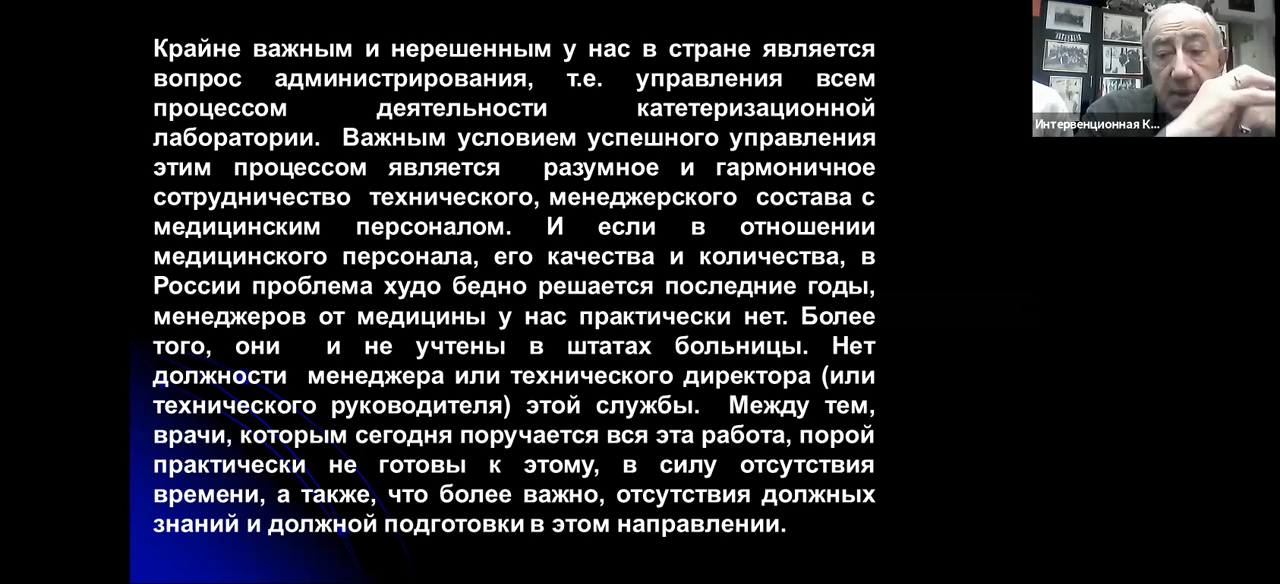 Крайне важным и нерешенным у нас в стране является
вопрос администрирования, т.е. управления всем
процессом деятельности катетеризационной
лаборатории. Важным условием успешного управления
этим процессом является разумное и гармоничное
сотрудничество технического, менеджерского состава с
медицинским персоналом. И если в отношении
медицинского персонала, его качества и количества, в
России проблема худо бедно решается последние годы,
менеджеров от медицины у нас практически нет. Более
того, они и не учтены в штатах больницы. Нет
должности менеджера или технического директора (или
технического руководителя) этой службы. Между тем,
врачи, которым сегодня поручается вся эта работа, порой
практически не готовы к этому, в силу отсутствия
времени, а также, что более важно, отсутствия должных
знаний и должной подготовки в этом направлении.
Интервенционная К...